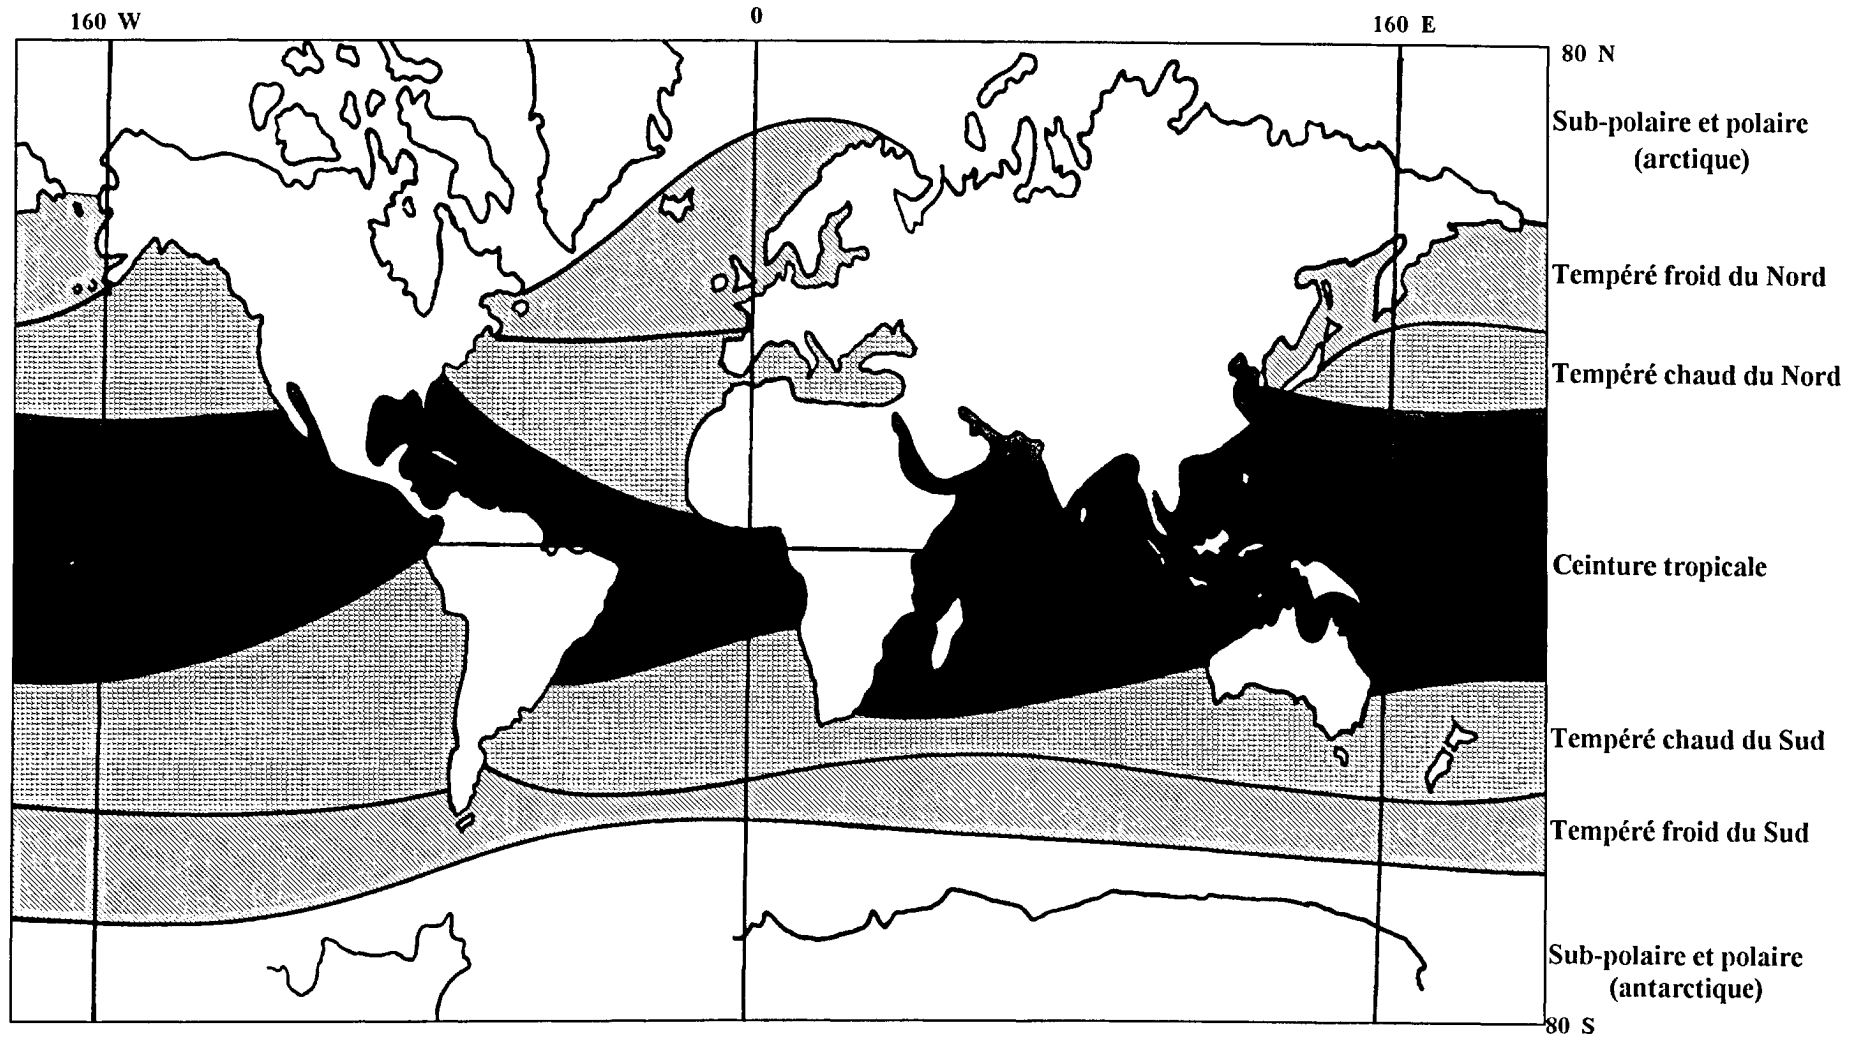 160 W
0
160 E
80 N
Sub-polaire et polaire
(arctique)
Tempéré froid du Nord
Tempéré chaud du Nord
Ceinture tropicale
Tempéré chaud du Sud
Tempéré froid du Sud
Sub-polaire et polaire
(antarctique)
80 S